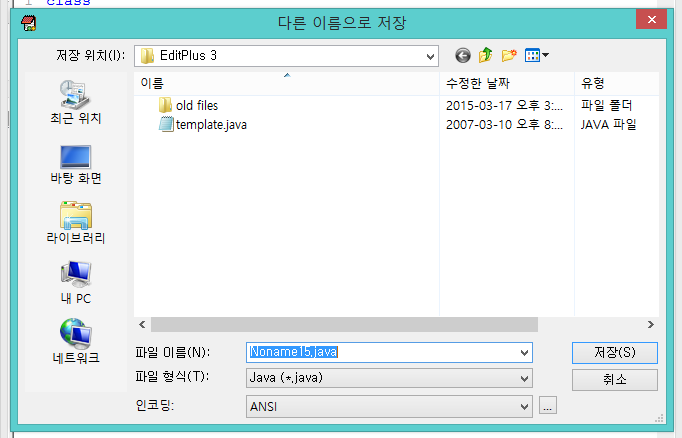 1 class
다른 이름으로 저장
저장 위치(I): EditPlus 3
이름 수정한 날짜 유형
old files 2015-03-17 오후 3:... 파일 폴더
template.java 2007-03-10 오후 8:... JAVA 파일
최근 위치
바탕 화면
라이브러리
내 PC
네트워크
파일 이름(N): Noname15.java 저장(S)
파일 형식(T): Java (*.java) 취소
인코딩: ANSI ...